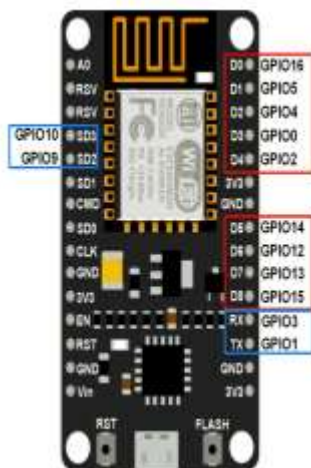 A0 D0 GPIO16
RSV D1 GPIO5
RSV D2 GPIO4
GPIO10 SD3 D3 GPIO0
GPIO9 SD2 D4 GPIO2
SD1 3V3
CMD GND
SD0 D5 GPIO14
CLK D6 GPIO12
GND D7 GPIO13
3V3 D8 GPIO15
EN RX GPIO3
RST TX GPIO1
GND GND
Vin 3V3
FC
WiFi
RST FLASH